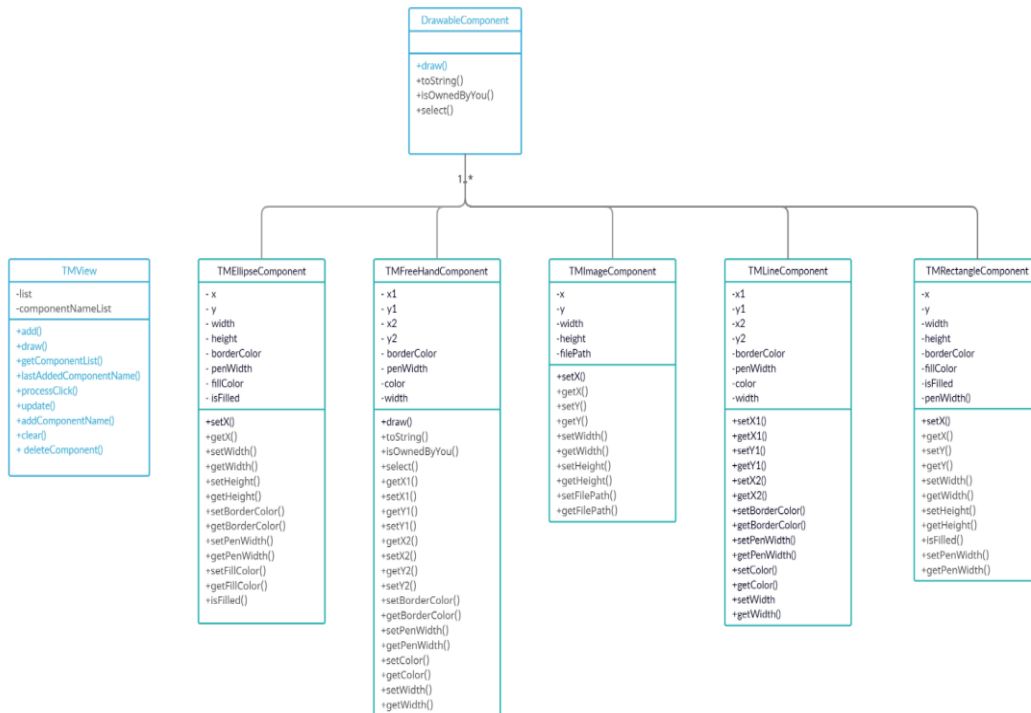 DrawableComponent
+draw()
+toString()
+isOwnedByYou()
+select()
1..*
TMView
-list
-componentNameList
+add()
+draw()
+getComponentList()
+lastAddedComponentName()
+processClick()
+update()
+addComponentName()
+clear()
+ deleteComponent()
TMEllipseComponent
- x
- y
- width
- height
- borderColor
- penWidth
- fillColor
- isFilled
+setX()
+getX()
+setWidth()
+getWidth()
+setHeight()
+getHeight()
+setBorderColor()
+getBorderColor()
+setPenWidth()
+getPenWidth()
+setFillColor()
+getFillColor()
+isFilled()
TMFreeHandComponent
- x1
- y1
- x2
- y2
- borderColor
-penWidth
-color
-width
+draw()
+toString()
+isOwnedByYou()
+select()
+getX1()
+setX1()
+getY1()
+setY1()
+getX2()
+setX2()
+getY2()
+setY2()
+setBorderColor()
+getBorderColor()
+setPenWidth()
+getPenWidth()
+setColor()
+getColor()
+setWidth()
+getWidth()
TMImageComponent
-x
-y
-width
-height
-filePath
+setX()
+getX()
+setY()
+getY()
+setWidth()
+getWidth()
+setHeight()
+getHeight()
+setFilePath()
+getFilePath()
TMLineComponent
-x1
-y1
-x2
-y2
-borderColor
-penWidth
-color
-width
+setX1()
+getX1()
+setY1()
+getY1()
+setX2()
+getX2()
+setBorderColor()
+getBorderColor()
+setPenWidth()
+getPenWidth()
+setColor()
+getColor()
+setWidth
+getWidth()
TMRectangleComponent
-x
-y
-width
-height
-borderColor
-fillColor
-isFilled
-penWidth()
+setX()
+getX()
+setY()
+getY()
+setWidth()
+getWidth()
+setHeight()
+getHeight()
+isFilled()
+setPenWidth()
+getPenWidth()